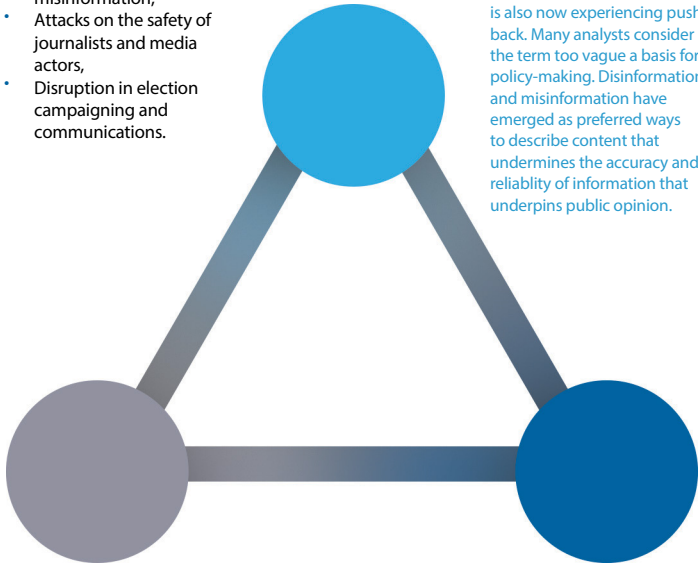 misinformation,
• Attacks on the safety of
journalists and media
actors,
• Disruption in election
campaigning and
communications.
is also now experiencing push
back. Many analysts consider
the term too vague a basis for
policy-making. Disinformation
and misinformation have
emerged as preferred ways
to describe content that
undermines the accuracy and
reliablity of information that
underpins public opinion.